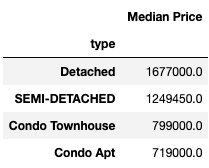 Median Price
type
Detached 1677000.0
SEMI-DETACHED 1249450.0
Condo Townhouse 799000.0
Condo Apt 719000.0